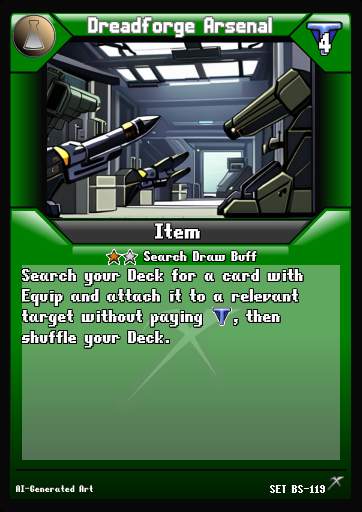 Dreadforge Arsenal
4
Item
Search Draw Buff
Search your Deck for a card with
Equip and attach it to a relevant
target without paying , then
shuffle your Deck.
AI-Generated Art
SET BS-119